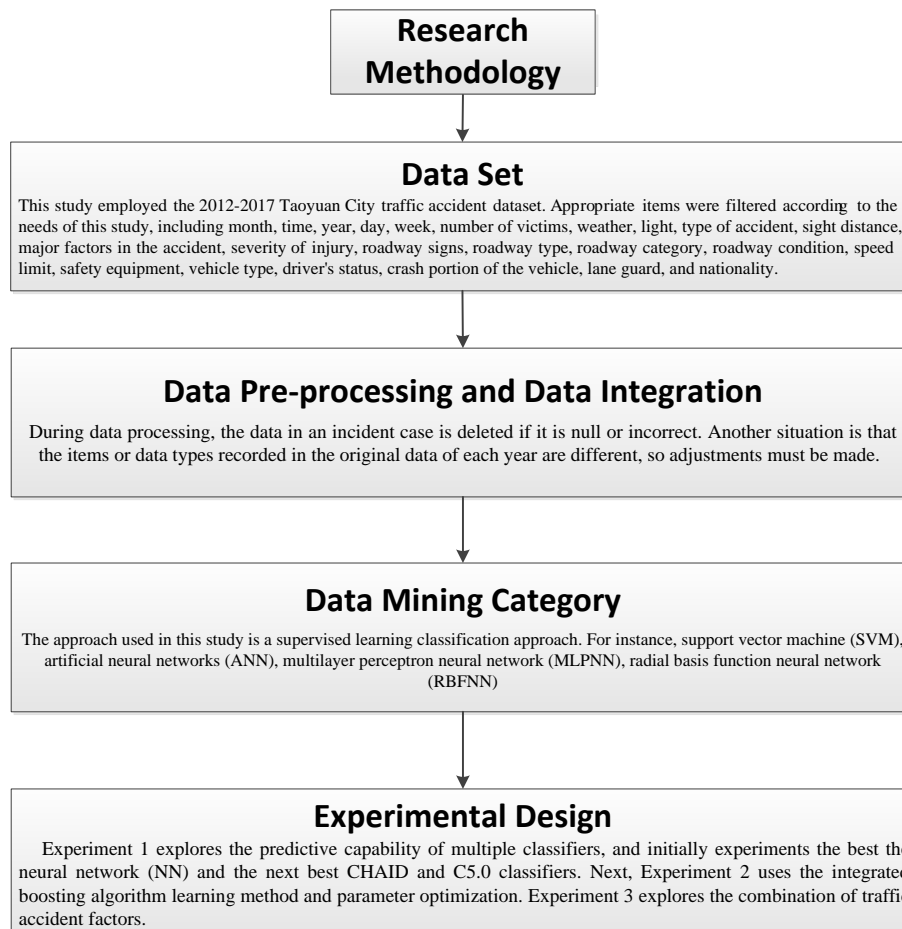 Research
Methodology
Data Set
This study employed the 2012-2017 Taoyuan City traffic accident dataset. Appropriate items were filtered according to the
needs of this study, including month, time, year, day, week, number of victims, weather, light, type of accident, sight distance,
major factors in the accident, severity of injury, roadway signs, roadway type, roadway category, roadway condition, speed
limit, safety equipment, vehicle type, driver's status, crash portion of the vehicle, lane guard, and nationality.
Data Pre-processing and Data Integration
During data processing, the data in an incident case is deleted if it is null or incorrect. Another situation is that
the items or data types recorded in the original data of each year are different, so adjustments must be made.
Data Mining Category
The approach used in this study is a supervised learning classification approach. For instance, support vector machine (SVM),
artificial neural networks (ANN), multilayer perceptron neural network (MLPNN), radial basis function neural network
(RBFNN)
Experimental Design
Experiment 1 explores the predictive capability of multiple classifiers, and initially experiments the best the
neural network (NN) and the next best CHAID and C5.0 classifiers. Next, Experiment 2 uses the integrated
boosting algorithm learning method and parameter optimization. Experiment 3 explores the combination of traffic
accident factors.